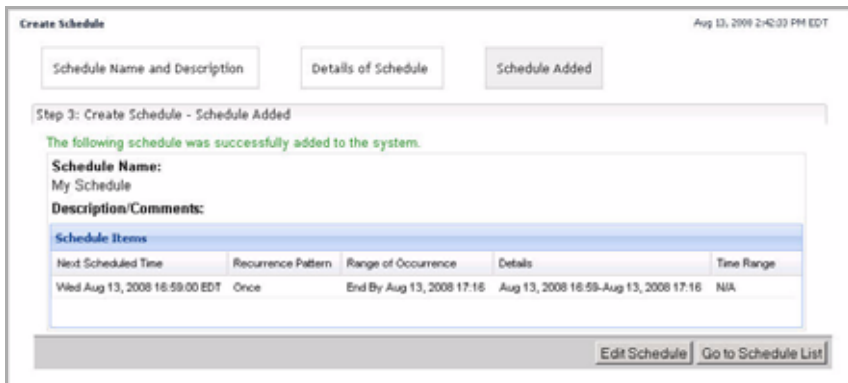 Create Schedule Aug 13, 2008 2:42:03 PM EDT
Schedule Name and Description Details of Schedule Schedule Added
Step 3: Create Schedule - Schedule Added
The following schedule was successfully added to the system.
Schedule Name:
My Schedule
Description/Comments:
Schedule Items
Next Scheduled Time Recurrence Pattern Range of Occurrence Details Time Range
Wed Aug 13, 2008 16:59:00 EDT Once End By Aug 13, 2008 17:16 Aug 13, 2008 16:59-Aug 13, 2008 17:16 N/A
Edit Schedule Go to Schedule List